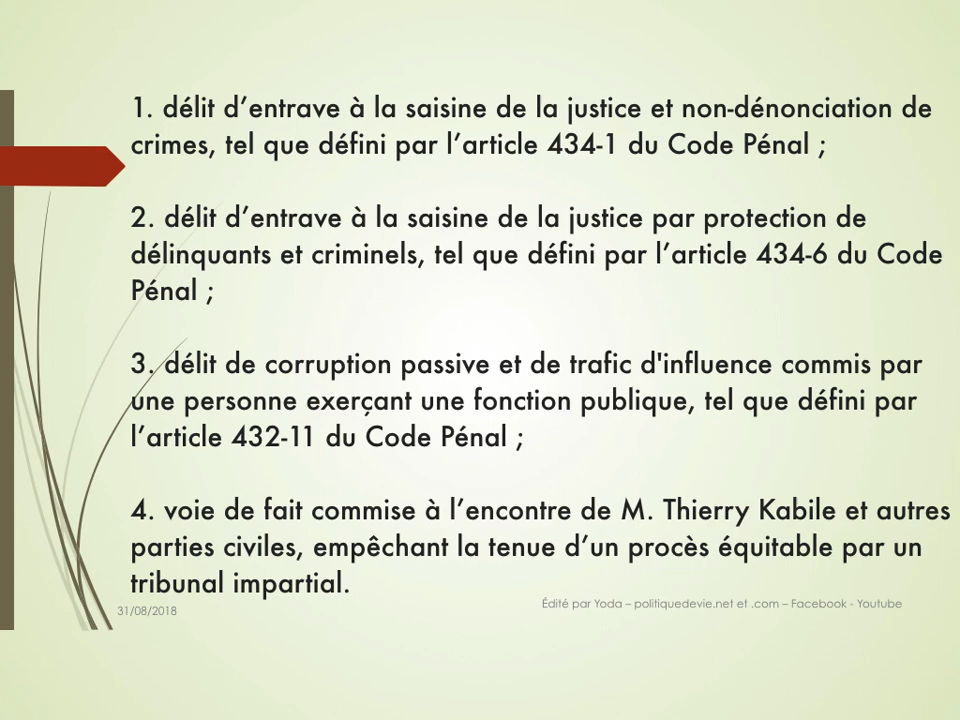 1. délit d’entrave à la saisine de la justice et non-dénonciation de
crimes, tel que défini par l’article 434-1 du Code Pénal ;
2. délit d’entrave à la saisine de la justice par protection de
délinquants et criminels, tel que défini par l’article 434-6 du Code
Pénal ;
3. délit de corruption passive et de trafic d'influence commis par
une personne exerçant une fonction publique, tel que défini par
l’article 432-11 du Code Pénal ;
4. voie de fait commise à l’encontre de M. Thierry Kabile et autres
parties civiles, empêchant la tenue d’un procès équitable par un
tribunal impartial.
31/08/2018
Édité par Yoda – politiquedevie.net et .com – Facebook - Youtube